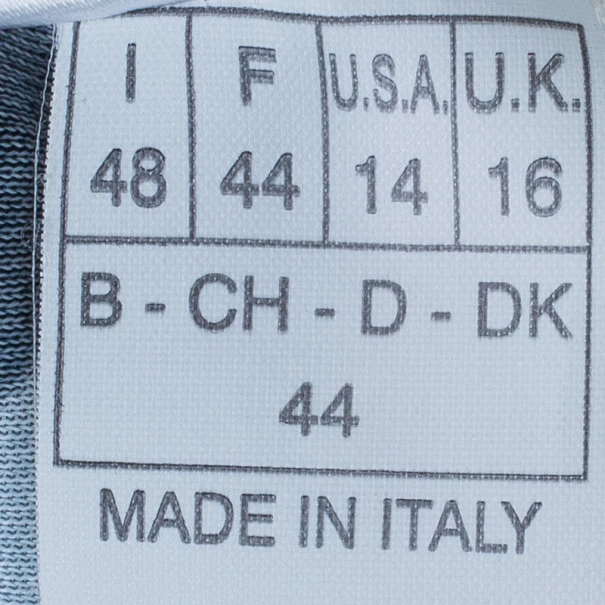 I F U.S.A. U.K.
48 44 14 16
B - CH - D - DK
44
MADE IN ITALY